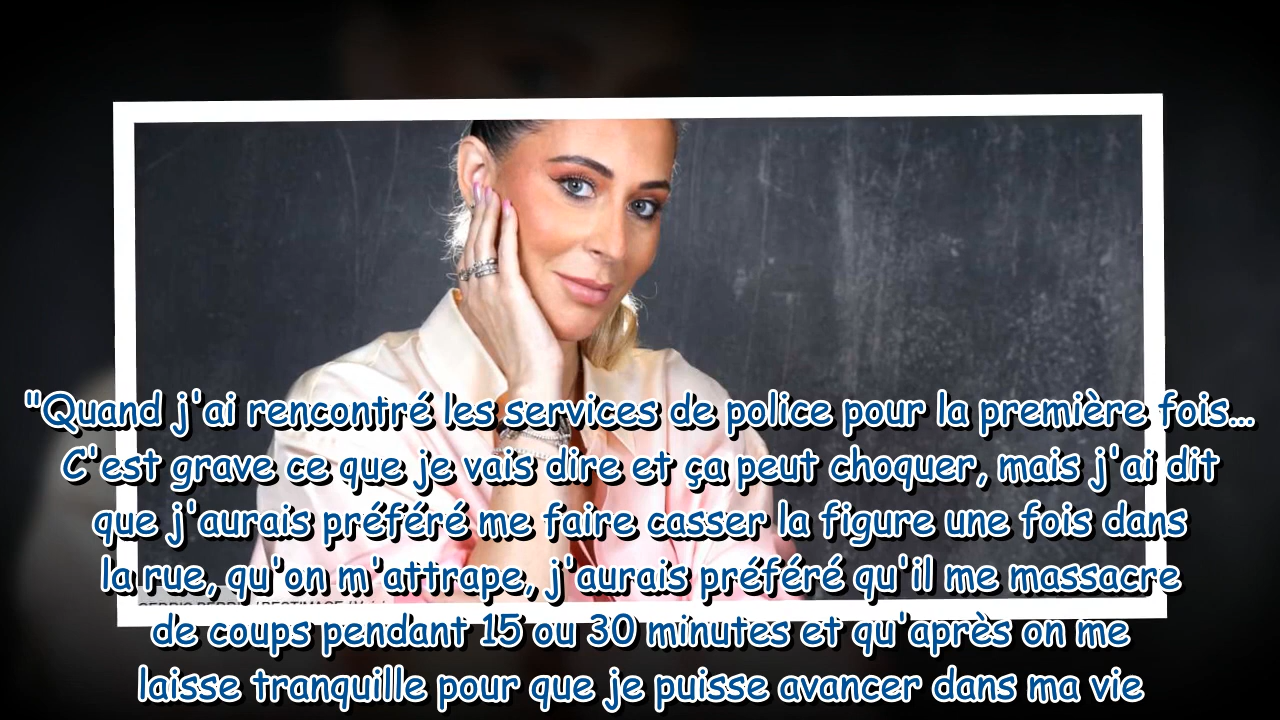 "Quand j'ai rencontré les services de police pour la première fois...
C'est grave ce que je vais dire et ça peut choquer, mais j'ai dit
que j'aurais préféré me faire casser la figure une fois dans
la rue, qu'on m'attrape, j'aurais préféré qu'il me massacre
de coups pendant 15 ou 30 minutes et qu'après on me
laisse tranquille pour que je puisse avancer dans ma vie